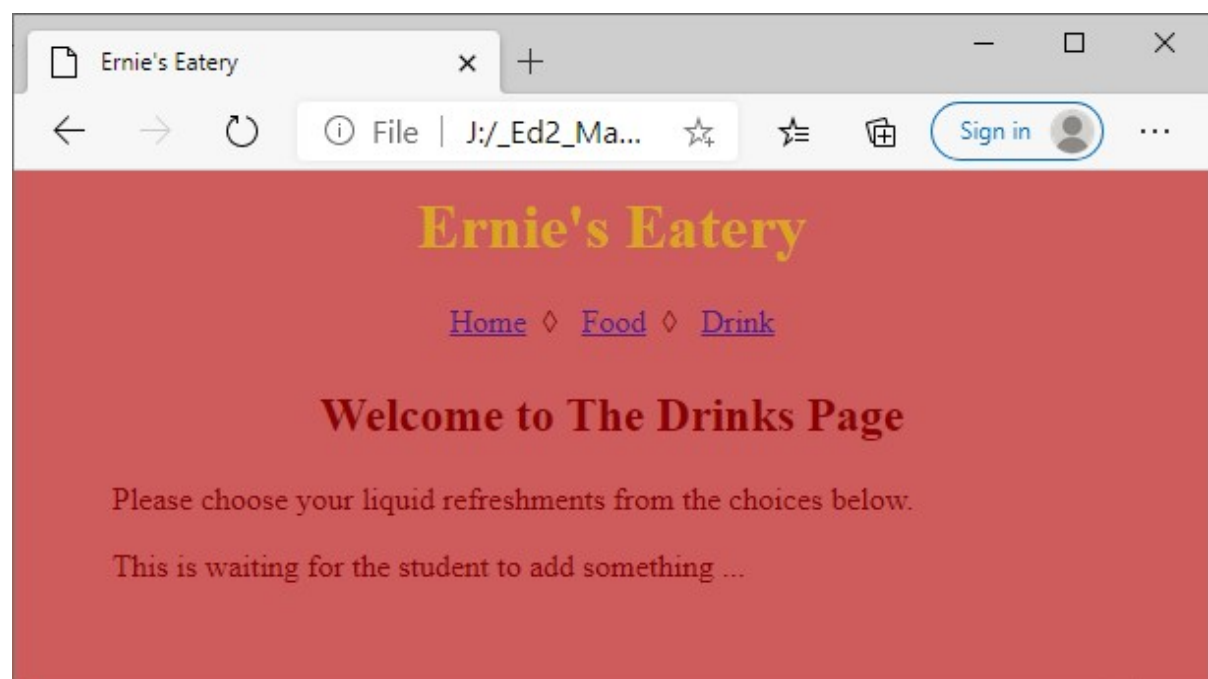 Ernie's Eatery
File | J:/_Ed2_Ma... Sign in ...
Ernie's Eatery
Home ◊ Food ◊ Drink
Welcome to The Drinks Page
Please choose your liquid refreshments from the choices below.
This is waiting for the student to add something ...